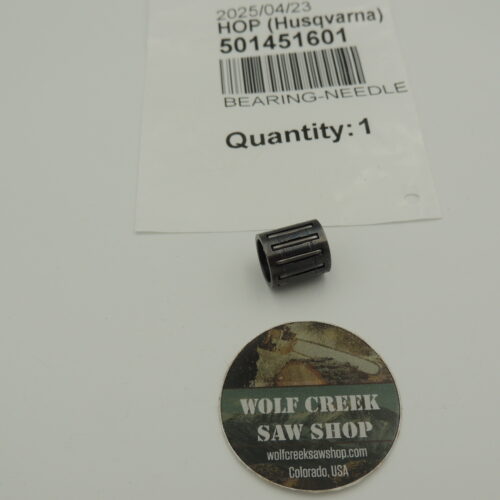 2025/04/23
HOP (Husqvarna)
501451601
BEARING-NEEDLE
Quantity: 1
WOLF CREEK
SAW SHOP
wolfcreeksawshop.com
Colorado, USA